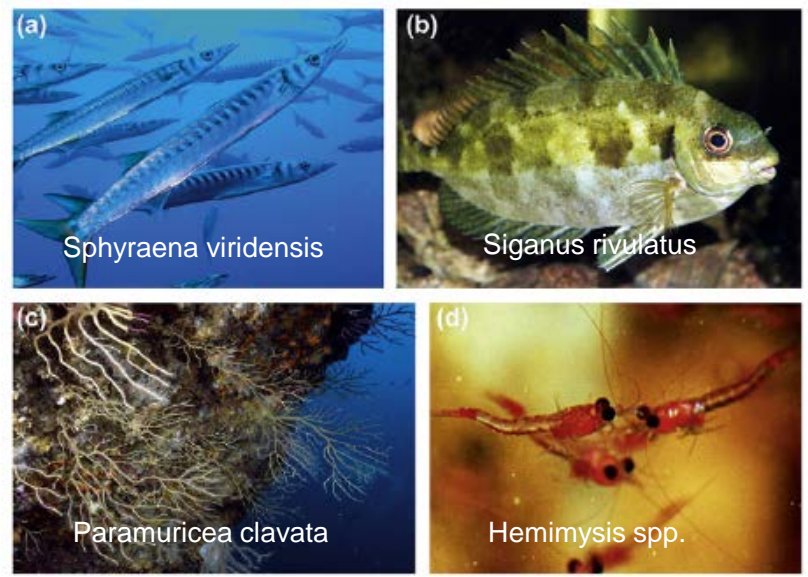 (a)
Sphyraena viridensis
(b)
Siganus rivulatus
(c)
Paramuricea clavata
(d)
Hemimysis spp.